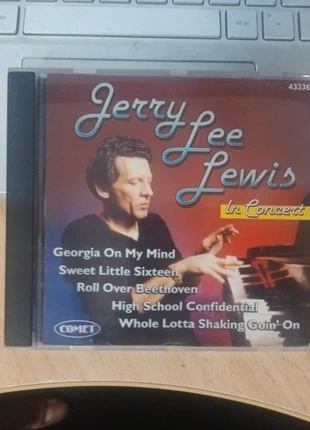 43336
Jerry
Lee
Lewis
In Concert
Georgia On My Mind
Sweet Little Sixteen
Roll Over Beethoven
High School Confidential
Whole Lotta Shaking Goin' On
COMET